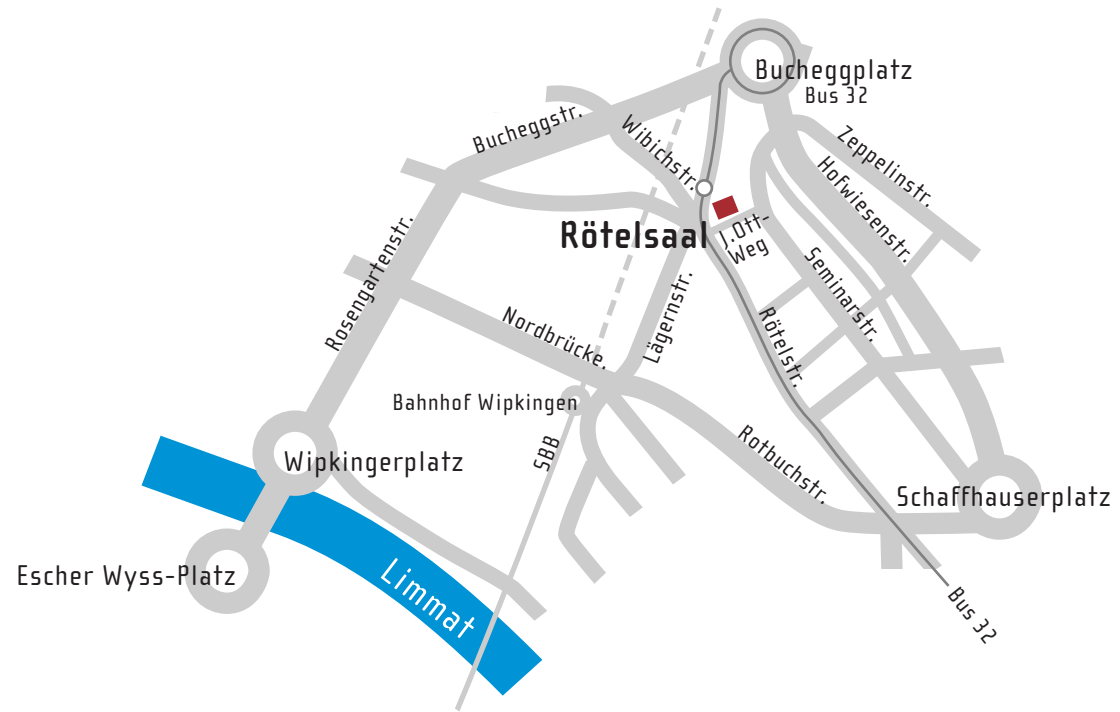 Bucheggplatz
Bus 32
Bucheggstr.
Wibichstr.
Zeppelinstr.
Hofwiesenstr.
Rötelsaal
J.Ott-
Weg
Rosengartenstr.
Seminarstr.
Lägernstr.
Nordbrücke.
Rötelstr.
Bahnhof Wipkingen
SBB
Rotbuchstr.
Wipkingerplatz
Schaffhauserplatz
Escher Wyss-Platz
Limmat
Bus 32